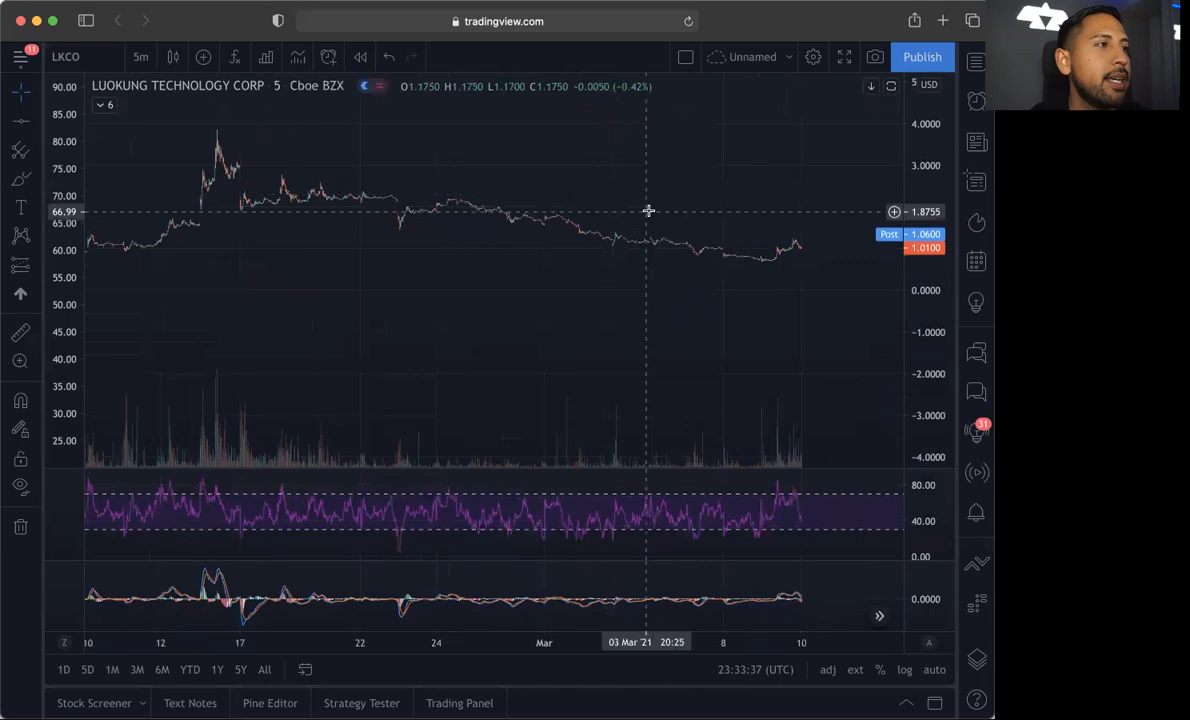 tradingview.com
11
LKCO
5m
Unnamed
Publish
LUOKUNG TECHNOLOGY CORP · 5 · Cboe BZX
O1.1750 H1.1750 L1.1700 C1.1750 -0.0050 (-0.42%)
5
USD
6
90.00
85.00
80.00
75.00
70.00
66.99
65.00
60.00
55.00
50.00
45.00
40.00
35.00
30.00
25.00
4.0000
3.0000
1.8755
Post 1.0600
1.0100
0.0000
-1.0000
-2.0000
-3.0000
-4.0000
80.00
40.00
0.00
0.0000
31
Z
10
12
17
22
24
Mar
03 Mar '21 20:25
8
10
A
1D 5D 1M 3M 6M YTD 1Y 5Y All
23:33:37 (UTC)
adj ext % log auto
Stock Screener
Text Notes
Pine Editor
Strategy Tester
Trading Panel